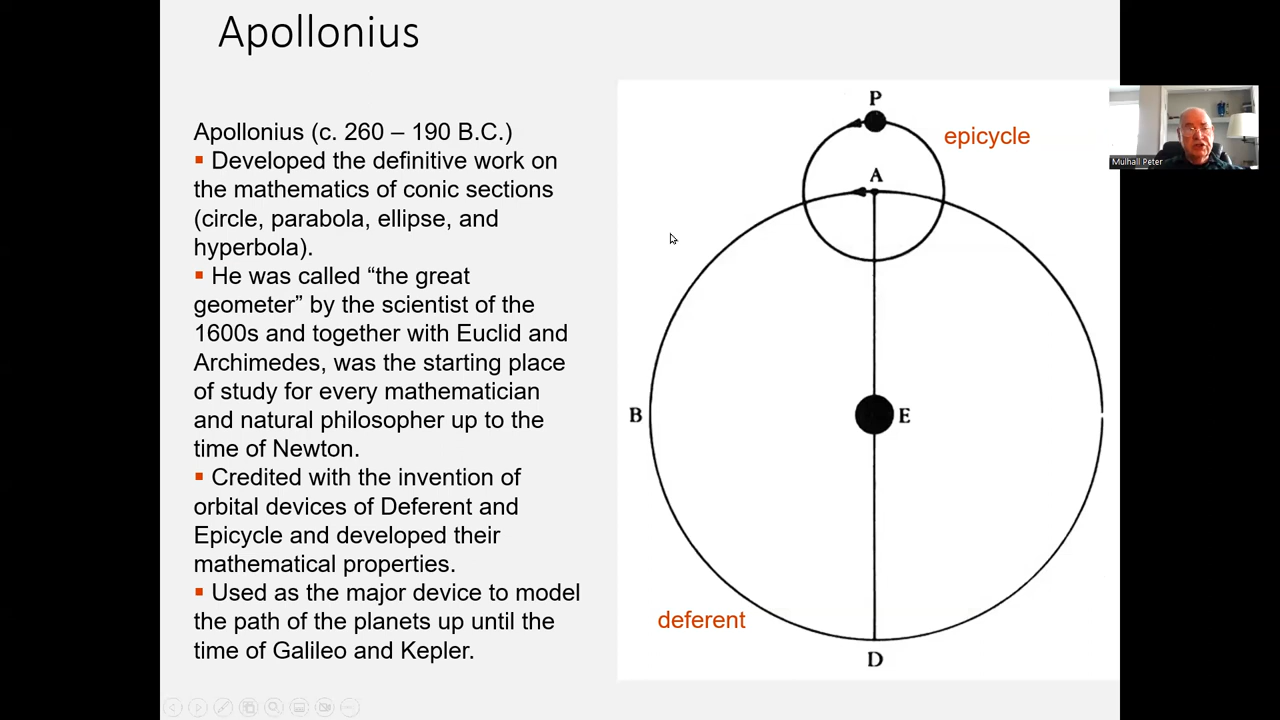 Apollonius
Apollonius (c. 260 – 190 B.C.)
▪ Developed the definitive work on
the mathematics of conic sections
(circle, parabola, ellipse, and
hyperbola).
▪ He was called “the great
geometer” by the scientist of the
1600s and together with Euclid and
Archimedes, was the starting place
of study for every mathematician
and natural philosopher up to the
time of Newton.
▪ Credited with the invention of
orbital devices of Deferent and
Epicycle and developed their
mathematical properties.
▪ Used as the major device to model
the path of the planets up until the
time of Galileo and Kepler.
P
epicycle
A
B
E
deferent
D
Mulhall Peter